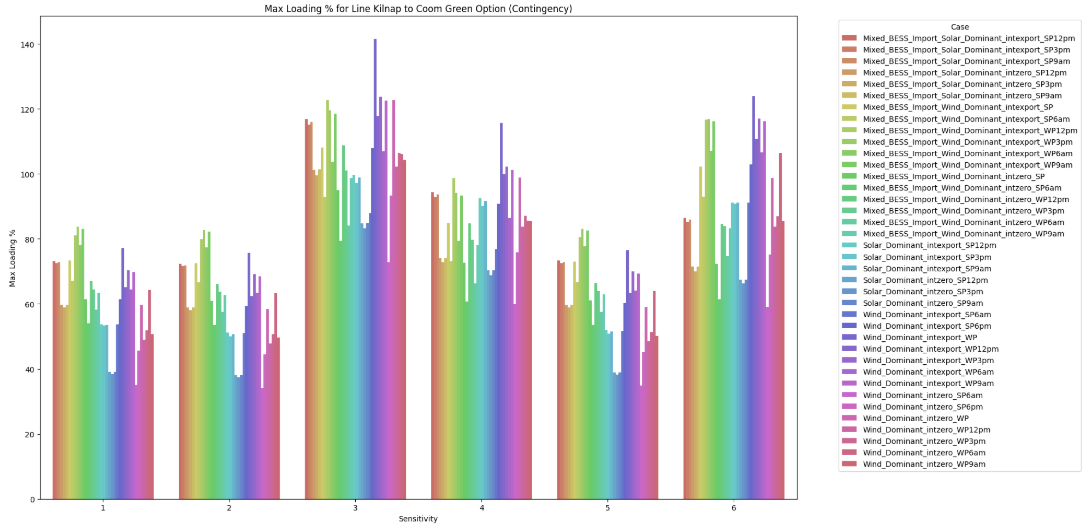 Max Loading % for Line Kilnap to Coom Green Option (Contingency)
Max Loading %
140
120
100
80
60
40
20
0
1 2 3 4 5 6
Sensitivity
Case
Mixed_BESS_Import_Solar_Dominant_intexport_SP12pm
Mixed_BESS_Import_Solar_Dominant_intexport_SP3pm
Mixed_BESS_Import_Solar_Dominant_intexport_SP9am
Mixed_BESS_Import_Solar_Dominant_intzero_SP12pm
Mixed_BESS_Import_Solar_Dominant_intzero_SP3pm
Mixed_BESS_Import_Solar_Dominant_intzero_SP9am
Mixed_BESS_Import_Wind_Dominant_intexport_SP
Mixed_BESS_Import_Wind_Dominant_intexport_SP6am
Mixed_BESS_Import_Wind_Dominant_intexport_WP12pm
Mixed_BESS_Import_Wind_Dominant_intexport_WP3pm
Mixed_BESS_Import_Wind_Dominant_intexport_WP6am
Mixed_BESS_Import_Wind_Dominant_intexport_WP9am
Mixed_BESS_Import_Wind_Dominant_intzero_SP
Mixed_BESS_Import_Wind_Dominant_intzero_SP6am
Mixed_BESS_Import_Wind_Dominant_intzero_WP12pm
Mixed_BESS_Import_Wind_Dominant_intzero_WP3pm
Mixed_BESS_Import_Wind_Dominant_intzero_WP6am
Mixed_BESS_Import_Wind_Dominant_intzero_WP9am
Solar_Dominant_intexport_SP12pm
Solar_Dominant_intexport_SP3pm
Solar_Dominant_intexport_SP9am
Solar_Dominant_intzero_SP12pm
Solar_Dominant_intzero_SP3pm
Solar_Dominant_intzero_SP9am
Wind_Dominant_intexport_SP6am
Wind_Dominant_intexport_SP6pm
Wind_Dominant_intexport_WP
Wind_Dominant_intexport_WP12pm
Wind_Dominant_intexport_WP3pm
Wind_Dominant_intexport_WP6am
Wind_Dominant_intexport_WP9am
Wind_Dominant_intzero_SP6am
Wind_Dominant_intzero_SP6pm
Wind_Dominant_intzero_WP
Wind_Dominant_intzero_WP12pm
Wind_Dominant_intzero_WP3pm
Wind_Dominant_intzero_WP6am
Wind_Dominant_intzero_WP9am